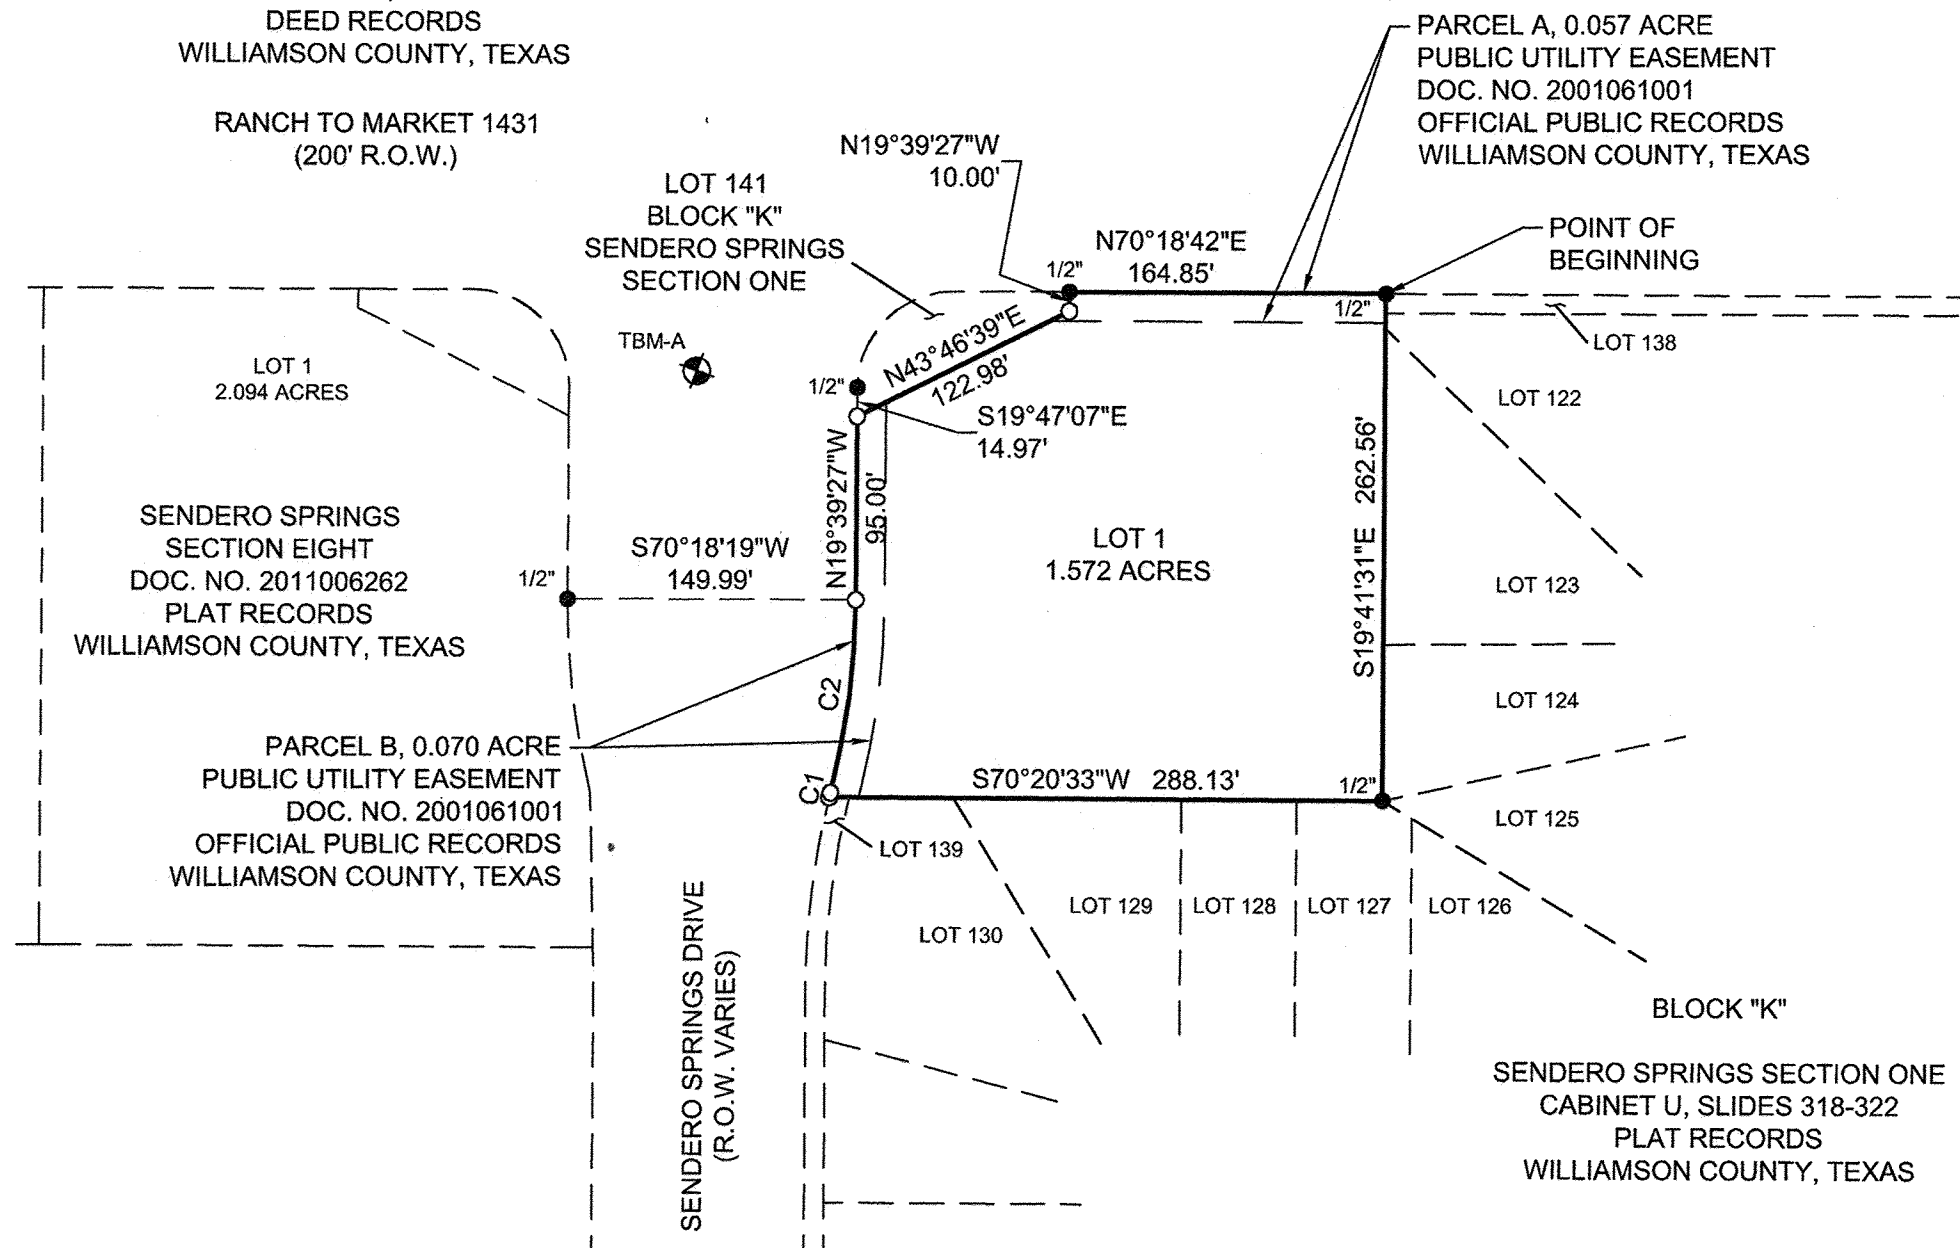 DEED RECORDS
WILLIAMSON COUNTY, TEXAS
RANCH TO MARKET 1431
(200' R.O.W.)
PARCEL A, 0.057 ACRE
PUBLIC UTILITY EASEMENT
DOC. NO. 2001061001
OFFICIAL PUBLIC RECORDS
WILLIAMSON COUNTY, TEXAS
N19°39'27"W
10.00'
LOT 141
BLOCK "K"
SENDERO SPRINGS
SECTION ONE
N70°18'42"E
164.85'
1/2"
POINT OF
BEGINNING
1/2"
LOT 138
TBM-A
N43°46'39"E
122.98'
1/2"
S19°47'07"E
14.97'
LOT 1
2.094 ACRES
LOT 122
N19°39'27"W
95.00'
S19°41'31"E 262.56'
SENDERO SPRINGS
SECTION EIGHT
DOC. NO. 2011006262
PLAT RECORDS
WILLIAMSON COUNTY, TEXAS
S70°18'19"W
149.99'
1/2"
LOT 1
1.572 ACRES
LOT 123
LOT 124
C2
PARCEL B, 0.070 ACRE
PUBLIC UTILITY EASEMENT
DOC. NO. 2001061001
OFFICIAL PUBLIC RECORDS
WILLIAMSON COUNTY, TEXAS
C1
S70°20'33"W 288.13'
1/2"
LOT 125
LOT 139
LOT 130
LOT 129
LOT 128
LOT 127
LOT 126
SENDERO SPRINGS DRIVE
(R.O.W. VARIES)
BLOCK "K"
SENDERO SPRINGS SECTION ONE
CABINET U, SLIDES 318-322
PLAT RECORDS
WILLIAMSON COUNTY, TEXAS